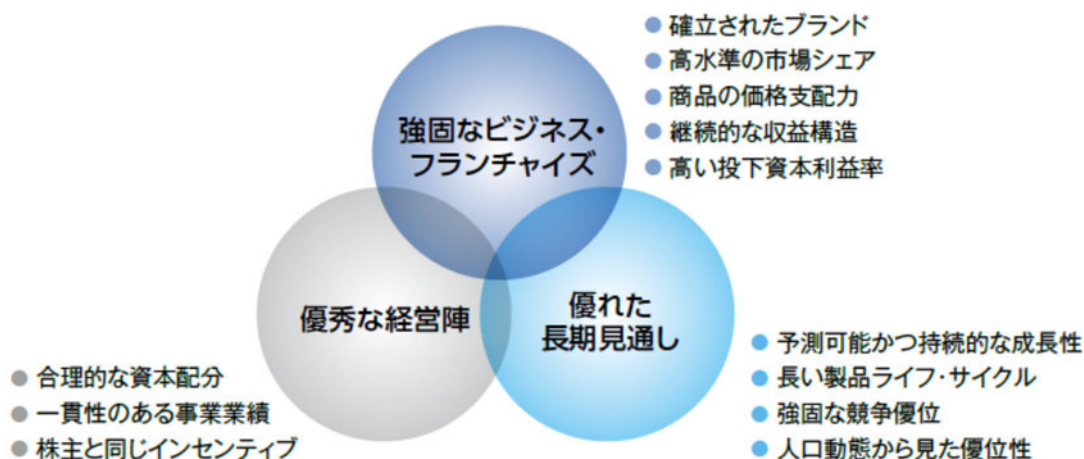 強固なビジネス・
フランチャイズ
● 確立されたブランド
● 高水準の市場シェア
● 商品の価格支配力
● 継続的な収益構造
● 高い投下資本利益率
優秀な経営陣
● 合理的な資本配分
● 一貫性のある事業業績
● 株主と同じインセンティブ
優れた
長期見通し
● 予測可能かつ持続的な成長性
● 長い製品ライフ・サイクル
● 強固な競争優位
● 人口動態から見た優位性